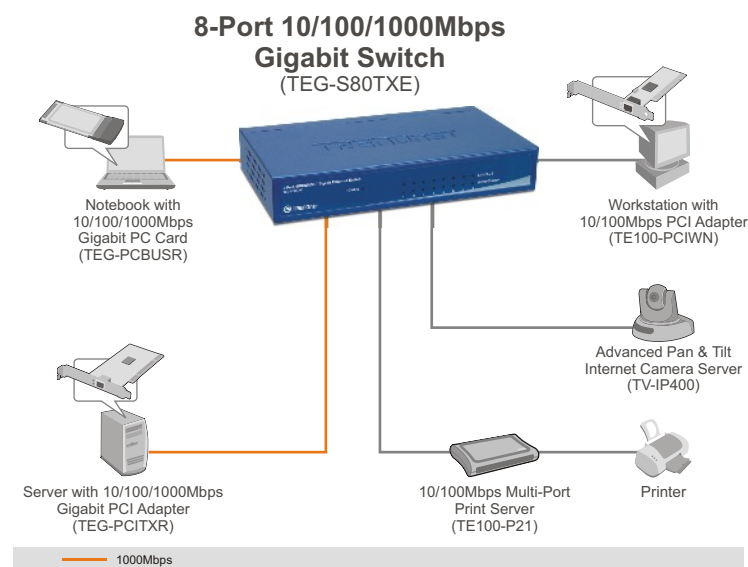 8-Port 10/100/1000Mbps
Gigabit Switch
(TEG-S80TXE)
TRENDNET
Notebook with
10/100/1000Mbps
Gigabit PC Card
(TEG-PCBUSR)
Workstation with
10/100Mbps PCI Adapter
(TE100-PCIWN)
Advanced Pan & Tilt
Internet Camera Server
(TV-IP400)
Server with 10/100/1000Mbps
Gigabit PCI Adapter
(TEG-PCITXR)
10/100Mbps Multi-Port
Print Server
(TE100-P21)
Printer
1000Mbps